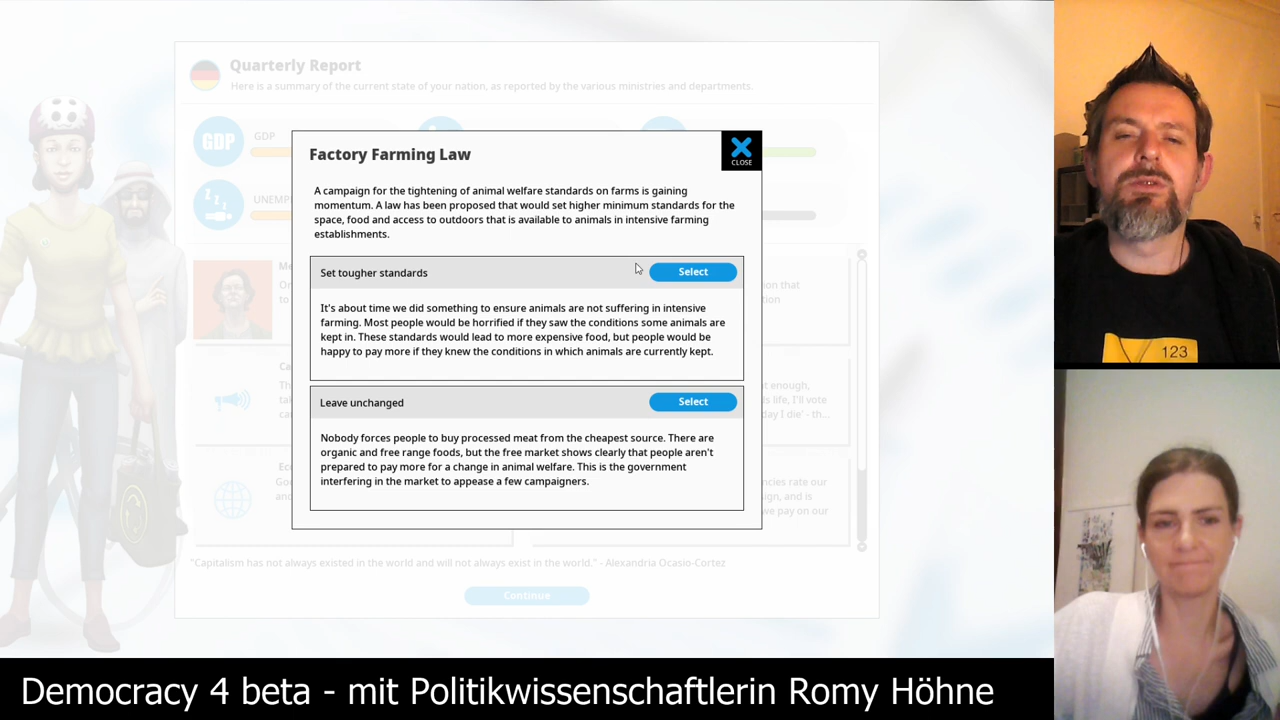 Quarterly Report
Here is a summary of the current state of your nation, as reported by the various ministries and departments.
GDP
GDP
Factory Farming Law
CLOSE
A campaign for the tightening of animal welfare standards on farms is gaining
momentum. A law has been proposed that would set higher minimum standards for the
space, food and access to outdoors that is available to animals in intensive farming
establishments.
Set tougher standards
Select
It's about time we did something to ensure animals are not suffering in intensive
farming. Most people would be horrified if they saw the conditions some animals are
kept in. These standards would lead to more expensive food, but people would be
happy to pay more if they knew the conditions in which animals are currently kept.
Leave unchanged
Select
Nobody forces people to buy processed meat from the cheapest source. There are
organic and free range foods, but the free market shows clearly that people aren't
prepared to pay more for a change in animal welfare. This is the government
interfering in the market to appease a few campaigners.
"Capitalism has not always existed in the world and will not always exist in the world." - Alexandria Ocasio-Cortez
Continue
123
Democracy 4 beta - mit Politikwissenschaftlerin Romy Höhne